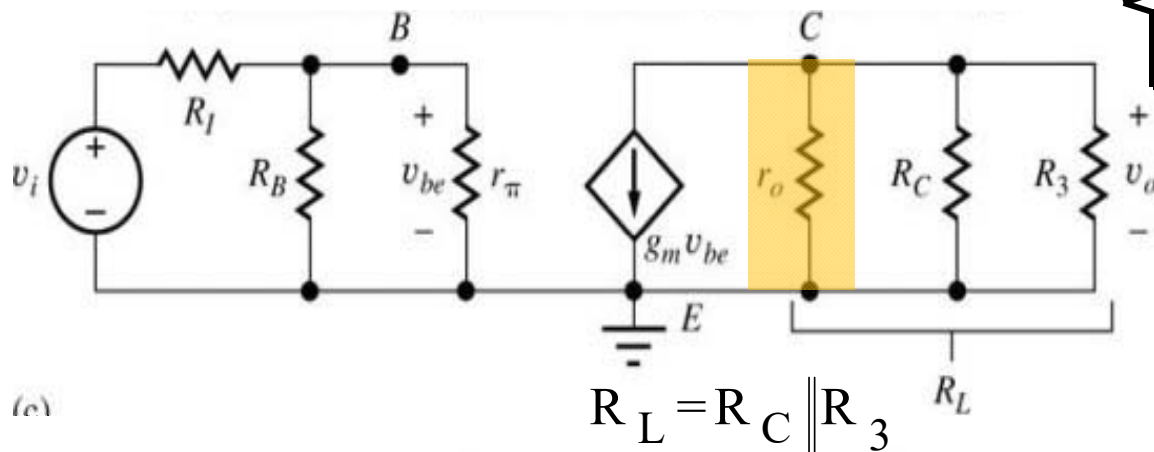 B
C
+
+
R_I
R_B
v_be
r_π
r_o
R_C
R_3
v_o
v_i
+
−
−
−
g_m v_be
E
R_L
(c)
R_L = R_C ∥ R_3